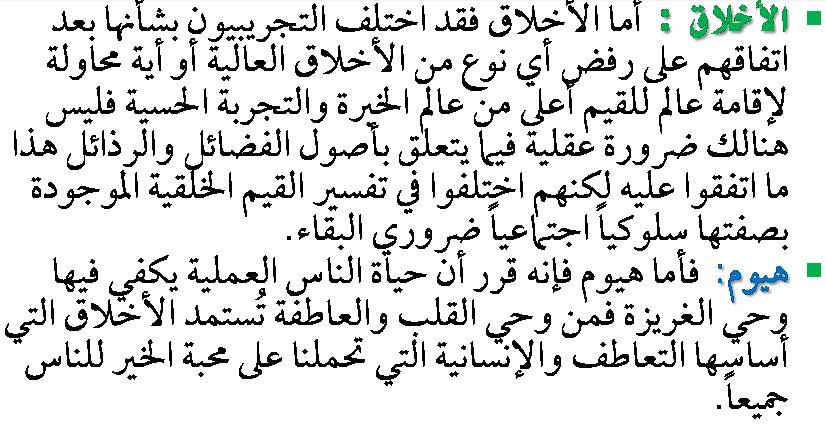 ▪ الأخلاق : أما الأخلاق فقد اختلف التجريبيون بشأنها بعد
اتفاقهم على رفض أي نوع من الأخلاق العالية أو أية محاولة
لإقامة عالم للقيم أعلى من عالم الخبرة والتجربة الحسية فليس
هنالك ضرورة عقلية فيما يتعلق بأصول الفضائل والرذائل هذا
ما اتفقوا عليه لكنهم اختلفوا في تفسير القيم الخلقية الموجودة
بصفتها سلوكياً اجتماعياً ضروري البقاء.
▪ هيوم: فأما هيوم فإنه قرر أن حياة الناس العملية يكفي فيها
وحي الغريزة فمن وحي القلب والعاطفة تُستمد الأخلاق التي
أساسها التعاطف والإنسانية التي تحملنا على محبة الخير للناس
جميعاً.